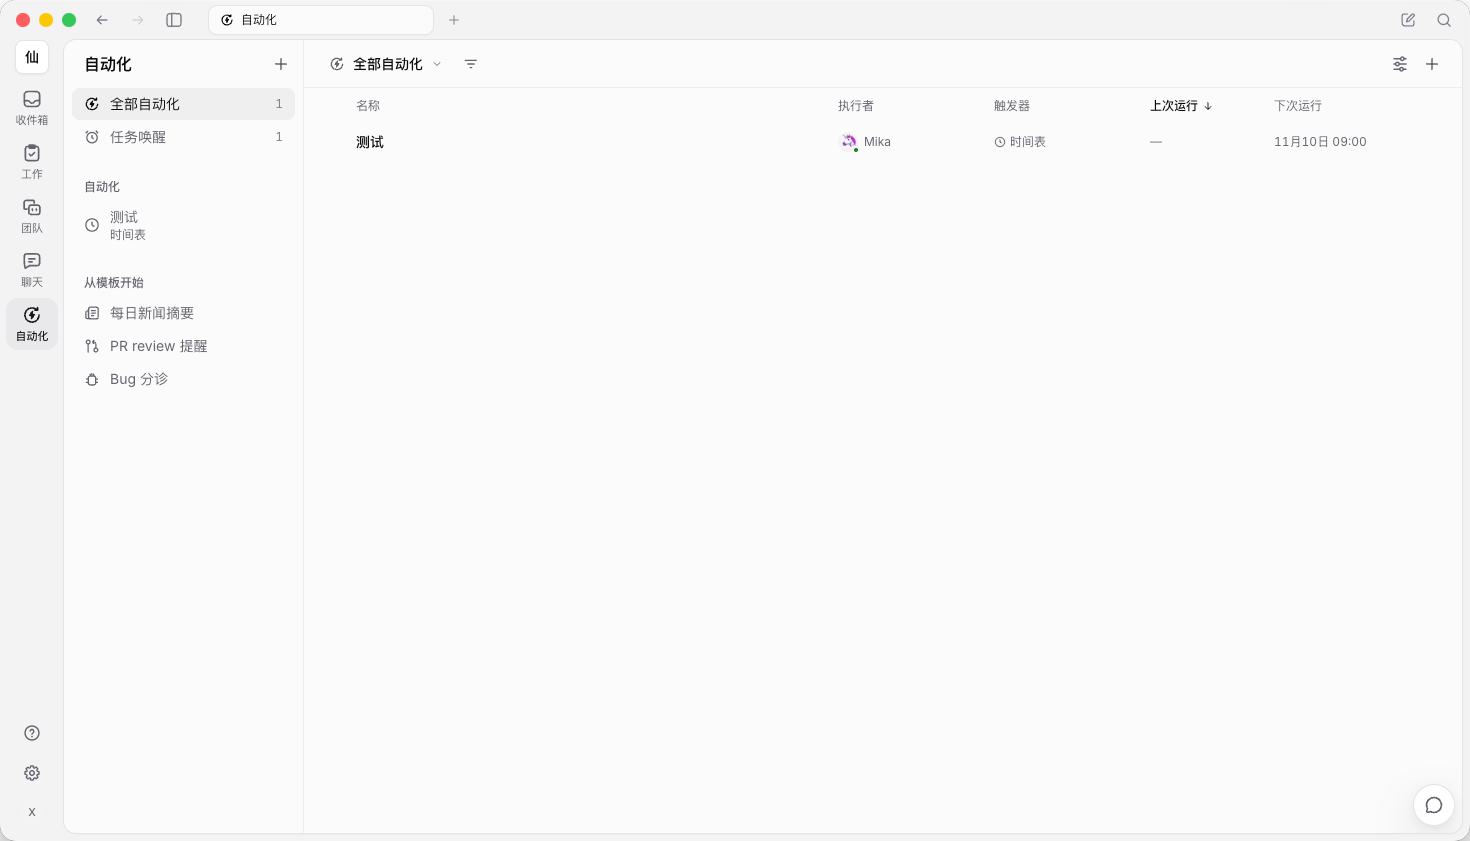 自动化
仙
收件箱
工作
团队
聊天
自动化
X
自动化
全部自动化 1
任务唤醒 1
自动化
测试
时间表
从模板开始
每日新闻摘要
PR review 提醒
Bug 分诊
全部自动化
名称 执行者 触发器 上次运行 ↓ 下次运行
测试 Mika 时间表 — 11月10日 09:00